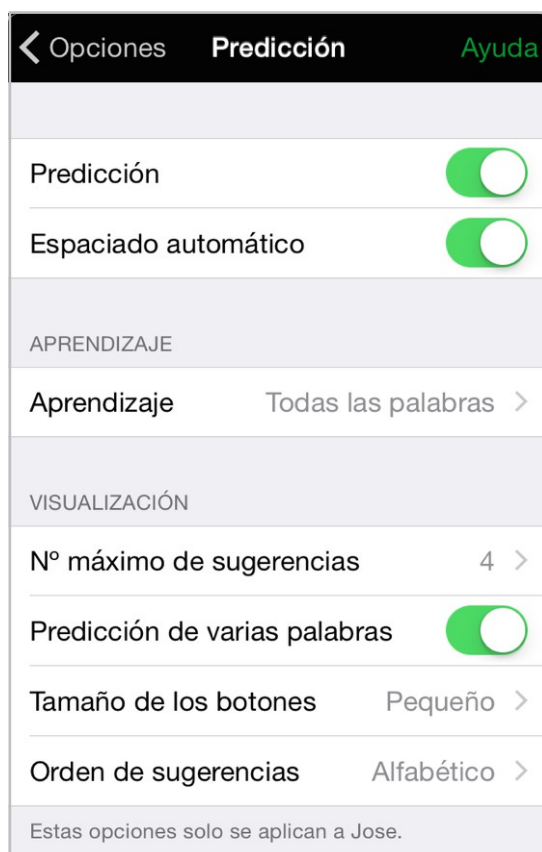 Opciones Predicción Ayuda
Predicción
Espaciado automático
APRENDIZAJE
Aprendizaje Todas las palabras
VISUALIZACIÓN
Nº máximo de sugerencias 4
Predicción de varias palabras
Tamaño de los botones Pequeño
Orden de sugerencias Alfabético
Estas opciones solo se aplican a Jose.